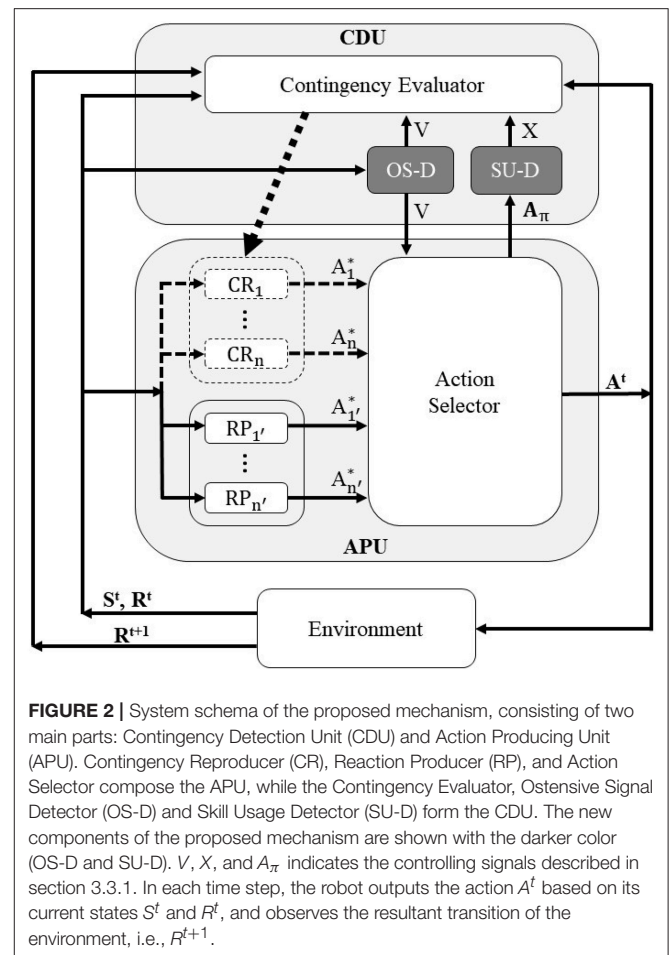 CDU
Contingency Evaluator
V
X
OS-D
SU-D
V
A_π
CR₁
A₁*
⋮
CRₙ
Aₙ*
Action
Selector
Aᵗ
RP₁′
A₁′*
⋮
RPₙ′
Aₙ′*
APU
Sᵗ, Rᵗ
Environment
Rᵗ⁺¹
FIGURE 2 | System schema of the proposed mechanism, consisting of two
main parts: Contingency Detection Unit (CDU) and Action Producing Unit
(APU). Contingency Reproducer (CR), Reaction Producer (RP), and Action
Selector compose the APU, while the Contingency Evaluator, Ostensive Signal
Detector (OS-D) and Skill Usage Detector (SU-D) form the CDU. The new
components of the proposed mechanism are shown with the darker color
(OS-D and SU-D). V, X, and A_π indicates the controlling signals described in
section 3.3.1. In each time step, the robot outputs the action Aᵗ based on its
current states Sᵗ and Rᵗ, and observes the resultant transition of the
environment, i.e., Rᵗ⁺¹.